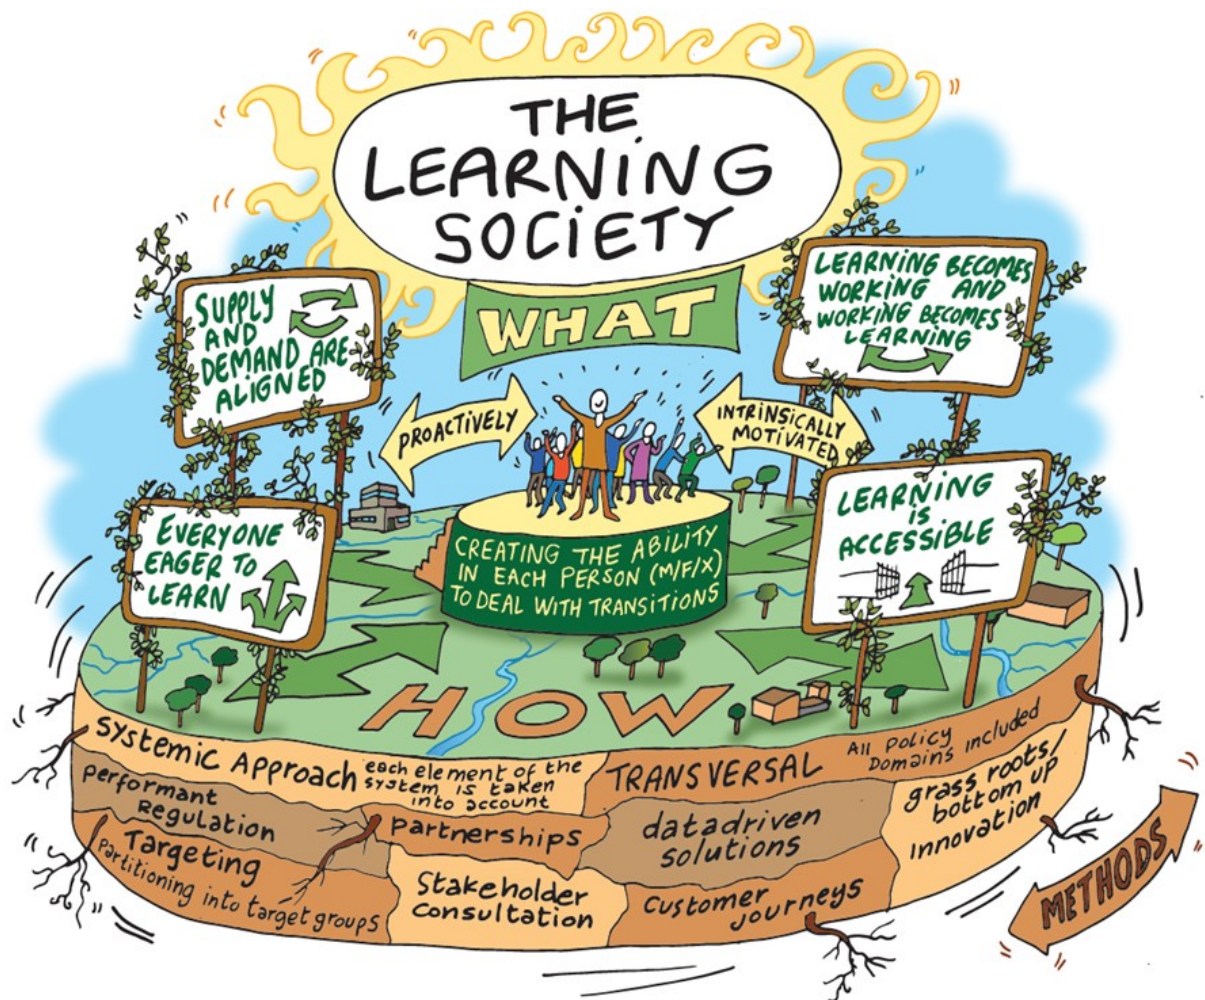 THE
LEARNING
SOCIETY
WHAT
SUPPLY
AND
DEMAND ARE
ALIGNED
LEARNING BECOMES
WORKING AND
WORKING BECOMES
LEARNING
PROACTIVELY
INTRINSICALLY
MOTIVATED
EVERYONE
EAGER TO
LEARN
CREATING THE ABILITY
IN EACH PERSON (M/F/X)
TO DEAL WITH TRANSITIONS
LEARNING
IS
ACCESSIBLE
HOW
Systemic Approach
each element of the
system is taken
into account
TRANSVERSAL
All policy
Domains included
performant
Regulation
partnerships
datadriven
solutions
grass roots/
bottom up
innovation
Targeting
Partitioning into target groups
Stakeholder
Consultation
Customer
journeys
METHODS